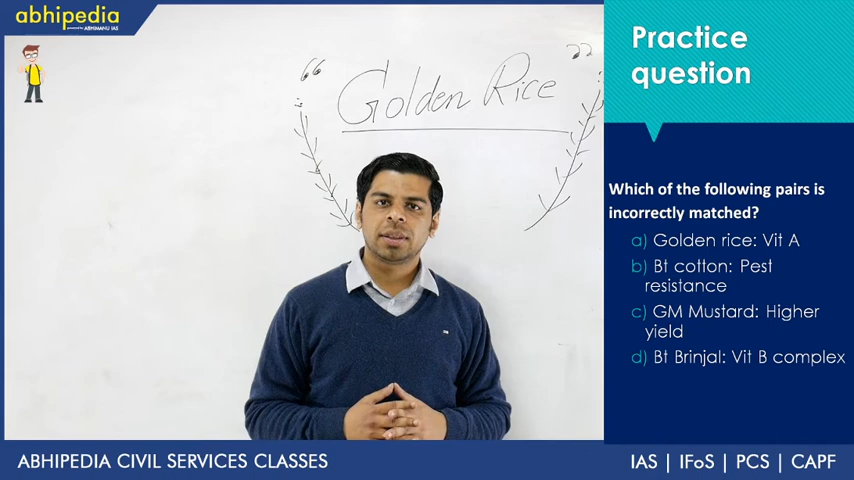 abhipedia
powered by ABHIMANU IAS
“ Golden Rice ”
Practice
question
Which of the following pairs is
incorrectly matched?
a) Golden rice: Vit A
b) Bt cotton: Pest
resistance
c) GM Mustard: Higher
yield
d) Bt Brinjal: Vit B complex
ABHIPEDIA CIVIL SERVICES CLASSES
IAS | IFoS | PCS | CAPF